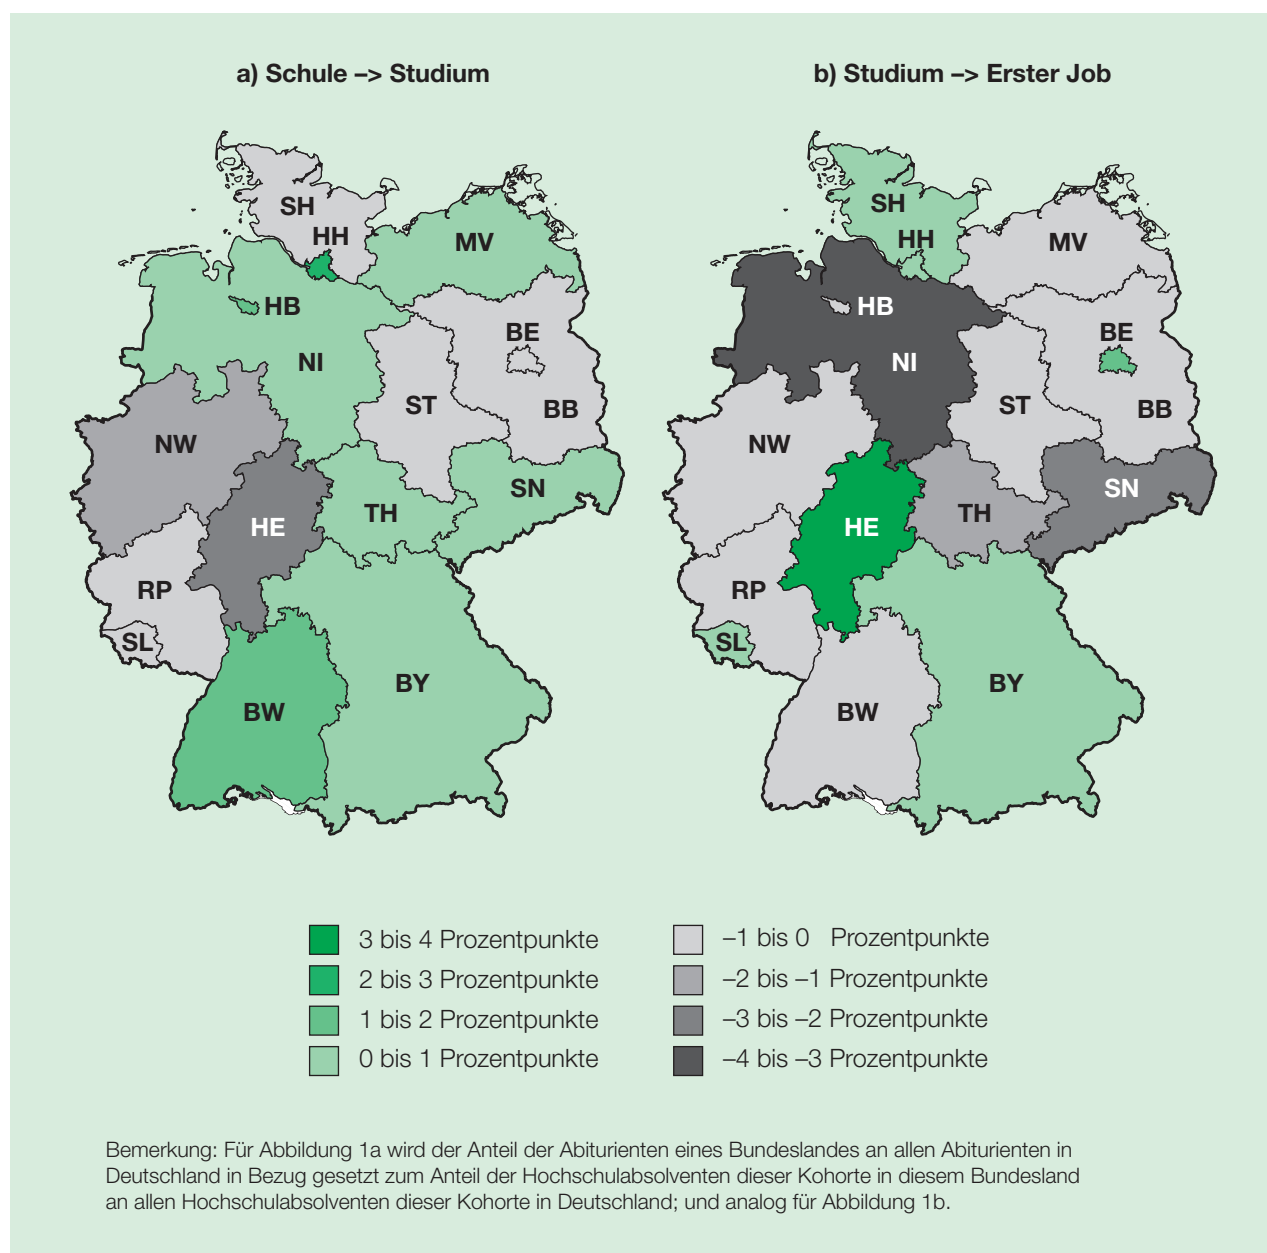 a) Schule –> Studium
SH
HH
MV
HB
BE
NI
ST
BB
NW
SN
TH
HE
RP
SL
BY
BW
b) Studium –> Erster Job
SH
HH
MV
HB
BE
NI
ST
BB
NW
SN
TH
HE
RP
SL
BY
BW
3 bis 4 Prozentpunkte
2 bis 3 Prozentpunkte
1 bis 2 Prozentpunkte
0 bis 1 Prozentpunkte
–1 bis 0 Prozentpunkte
–2 bis –1 Prozentpunkte
–3 bis –2 Prozentpunkte
–4 bis –3 Prozentpunkte
Bemerkung: Für Abbildung 1a wird der Anteil der Abiturienten eines Bundeslandes an allen Abiturienten in
Deutschland in Bezug gesetzt zum Anteil der Hochschulabsolventen dieser Kohorte in diesem Bundesland
an allen Hochschulabsolventen dieser Kohorte in Deutschland; und analog für Abbildung 1b.